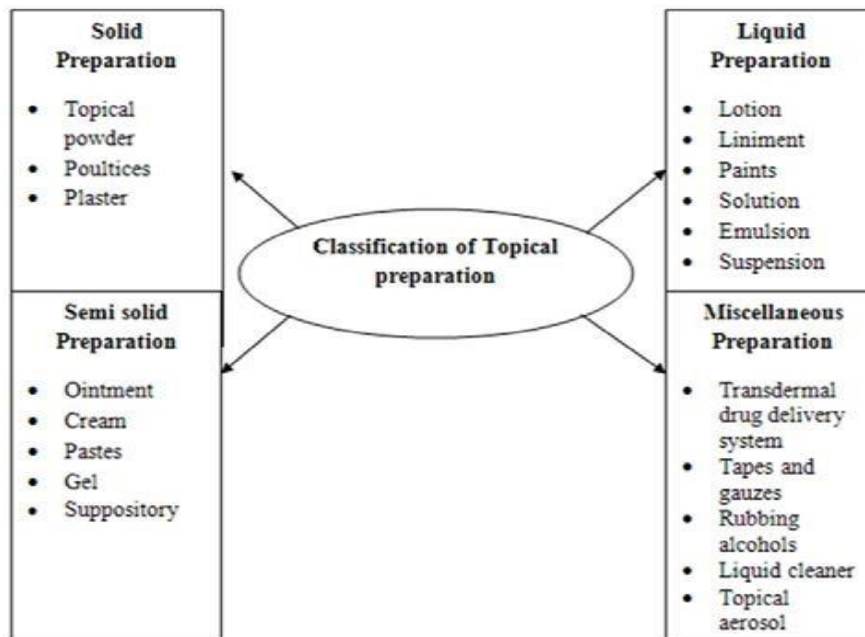 Solid
Preparation
• Topical
powder
• Poultices
• Plaster
Liquid
Preparation
• Lotion
• Liniment
• Paints
• Solution
• Emulsion
• Suspension
Classification of Topical
preparation
Semi solid
Preparation
• Ointment
• Cream
• Pastes
• Gel
• Suppository
Miscellaneous
Preparation
• Transdermal
drug delivery
system
• Tapes and
gauzes
• Rubbing
alcohols
• Liquid cleaner
• Topical
aerosol